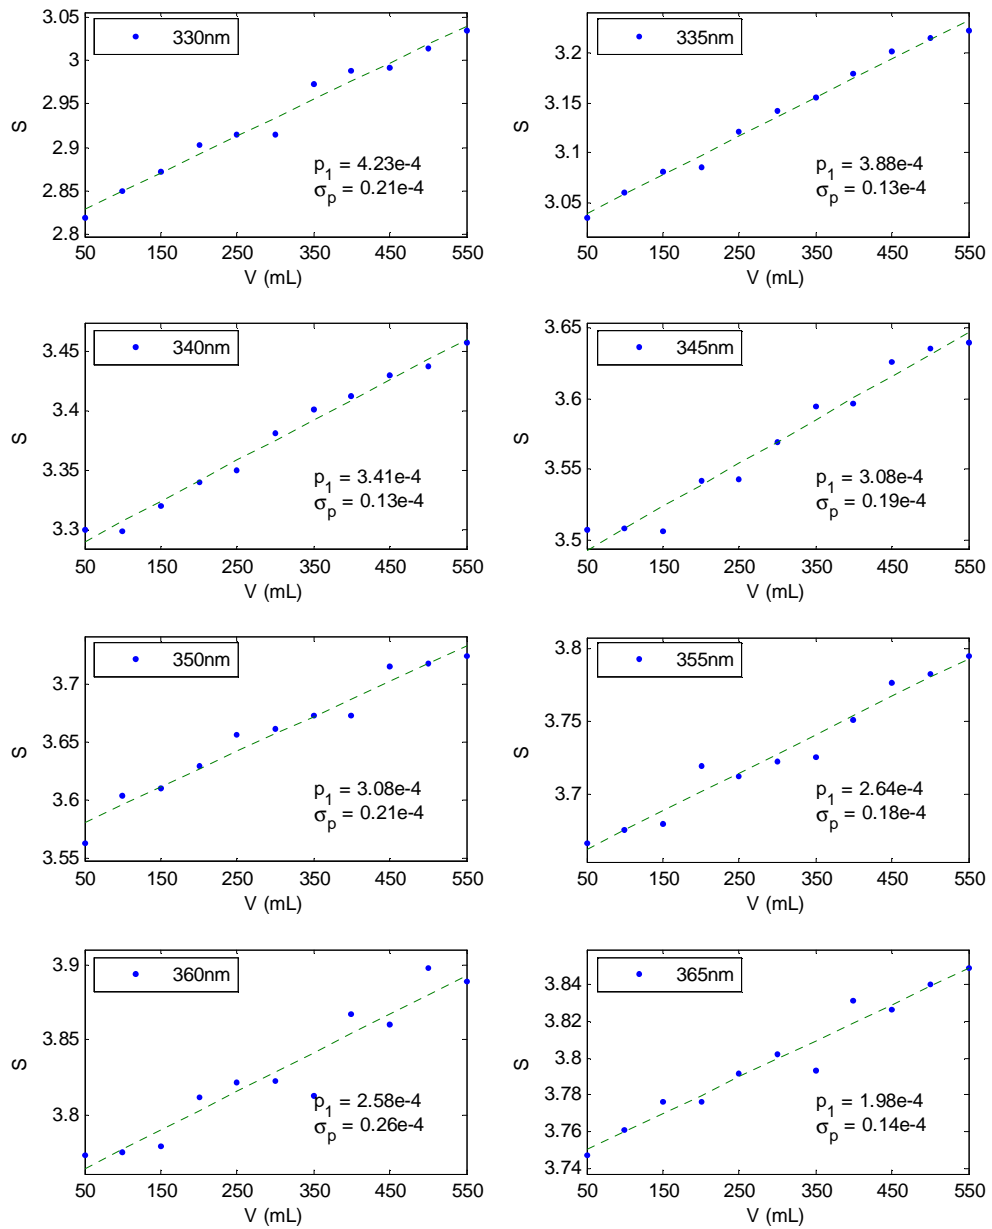 330nm
3.05
3
2.95
2.9
2.85
2.8
S
p1 = 4.23e-4
σp = 0.21e-4
50 150 250 350 450 550
V (mL)
335nm
3.2
3.15
3.1
3.05
S
p1 = 3.88e-4
σp = 0.13e-4
50 150 250 350 450 550
V (mL)
340nm
3.45
3.4
3.35
3.3
S
p1 = 3.41e-4
σp = 0.13e-4
50 150 250 350 450 550
V (mL)
345nm
3.65
3.6
3.55
3.5
S
p1 = 3.08e-4
σp = 0.19e-4
50 150 250 350 450 550
V (mL)
350nm
3.7
3.65
3.6
3.55
S
p1 = 3.08e-4
σp = 0.21e-4
50 150 250 350 450 550
V (mL)
355nm
3.8
3.75
3.7
S
p1 = 2.64e-4
σp = 0.18e-4
50 150 250 350 450 550
V (mL)
360nm
3.9
3.85
3.8
S
p1 = 2.58e-4
σp = 0.26e-4
50 150 250 350 450 550
V (mL)
365nm
3.84
3.82
3.8
3.78
3.76
3.74
S
p1 = 1.98e-4
σp = 0.14e-4
50 150 250 350 450 550
V (mL)